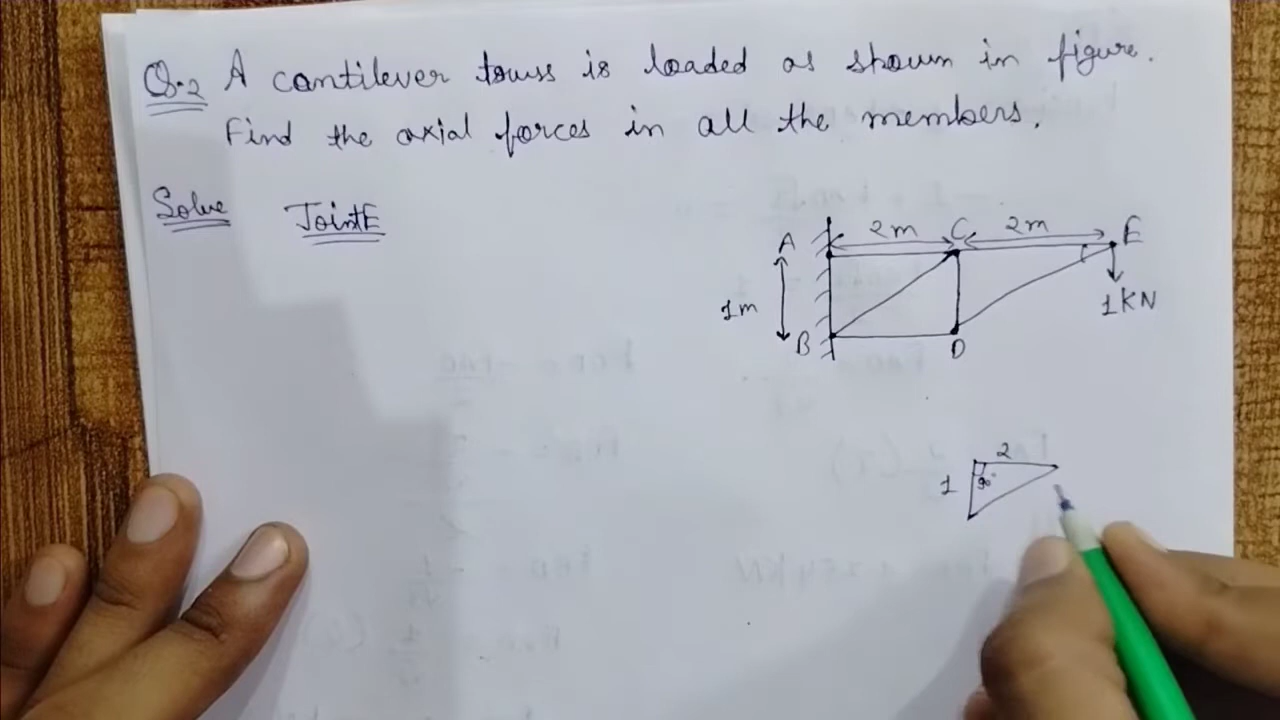 Q.2 A cantilever truss is loaded as shown in figure.
Find the axial forces in all the members.
Solve Joint E
A 2m C 2m E
1m 1KN
B D
2
1 90°